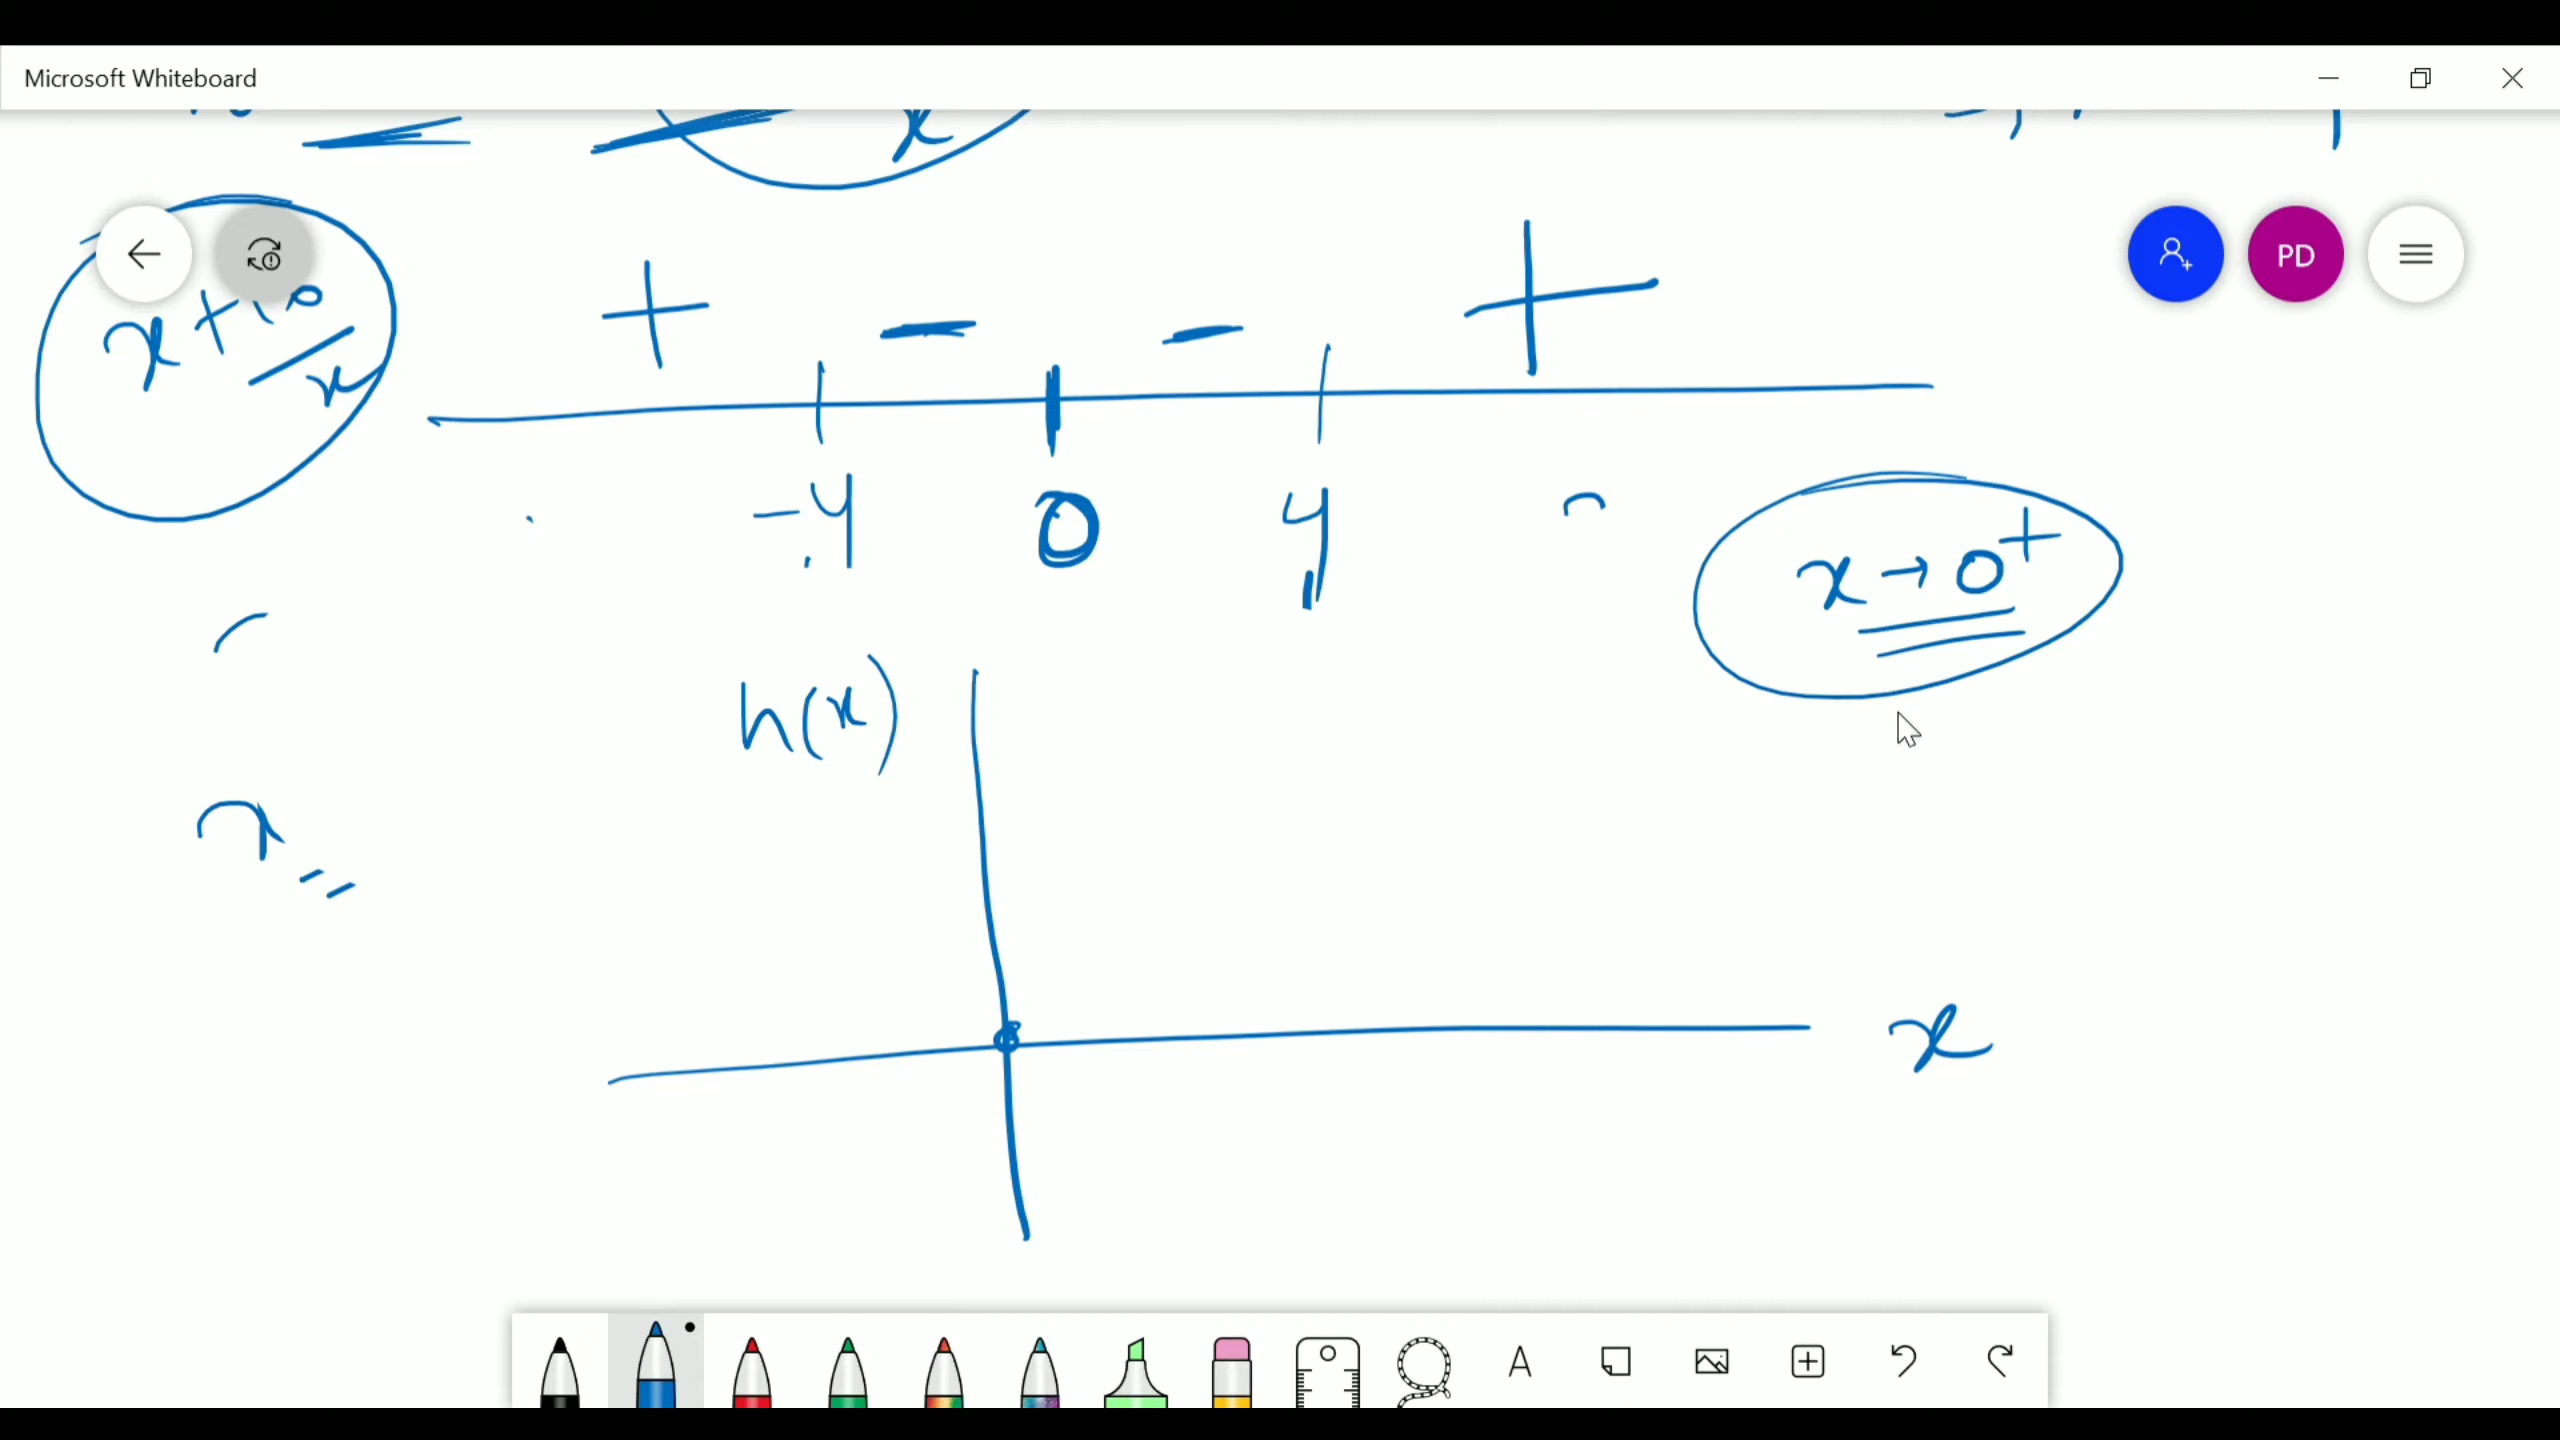 Microsoft Whiteboard
x
x +
x
PD
+ - - +
-4 0 4
x → 0+
h(x)
x
x
A